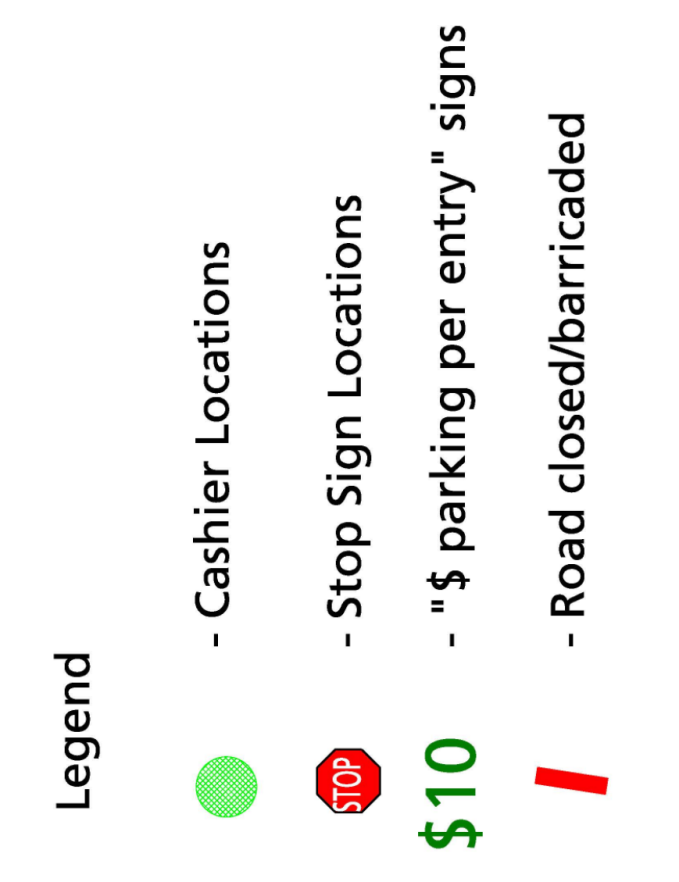 Legend
- Cashier Locations
STOP - Stop Sign Locations
$10 - "$ parking per entry" signs
- Road closed/barricaded